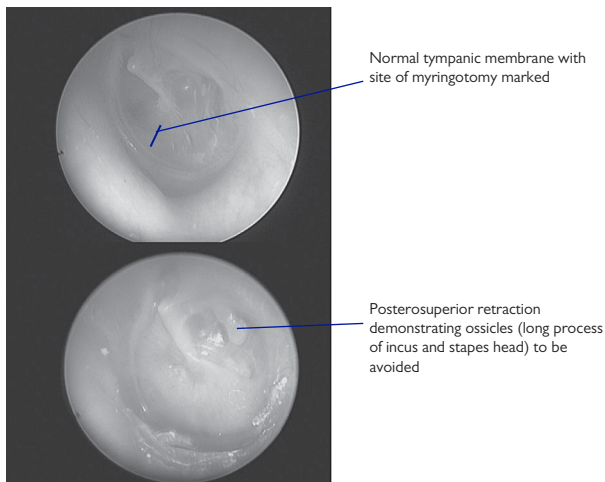 Normal tympanic membrane with
site of myringotomy marked
Posterosuperior retraction
demonstrating ossicles (long process
of incus and stapes head) to be
avoided